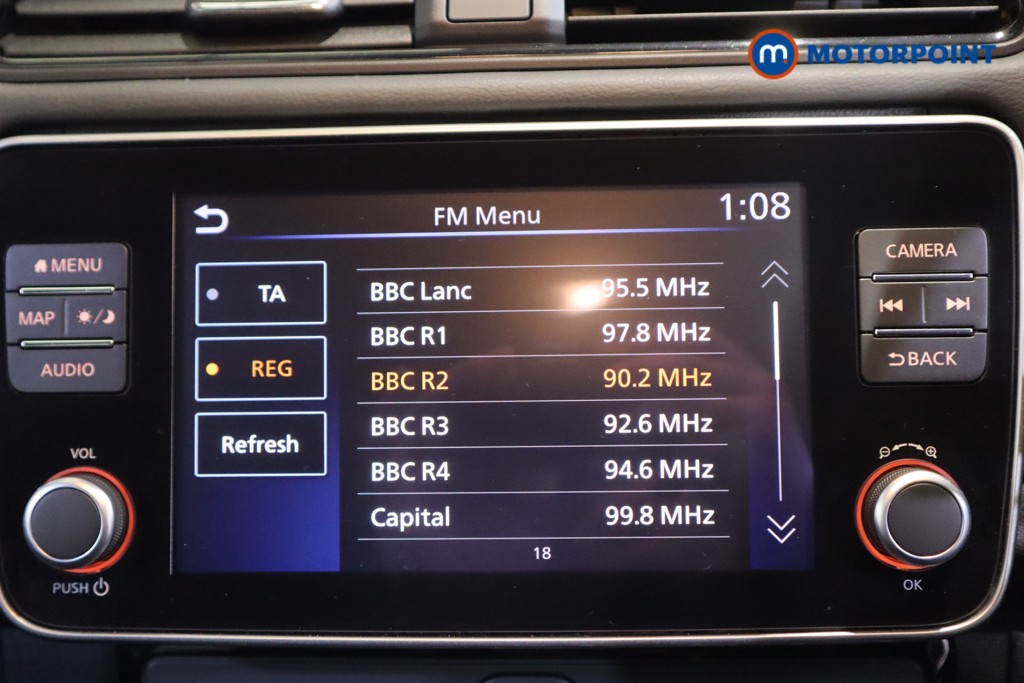 m. MOTORPOINT
FM Menu 1:08
MENU
MAP
AUDIO
VOL
PUSH
TA
REG
Refresh
BBC Lanc 95.5 MHz
BBC R1 97.8 MHz
BBC R2 90.2 MHz
BBC R3 92.6 MHz
BBC R4 94.6 MHz
Capital 99.8 MHz
18
CAMERA
BACK
OK